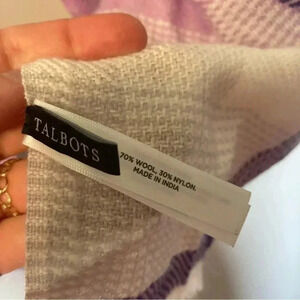 TALBOTS
70% WOOL, 30% NYLON.
MADE IN INDIA